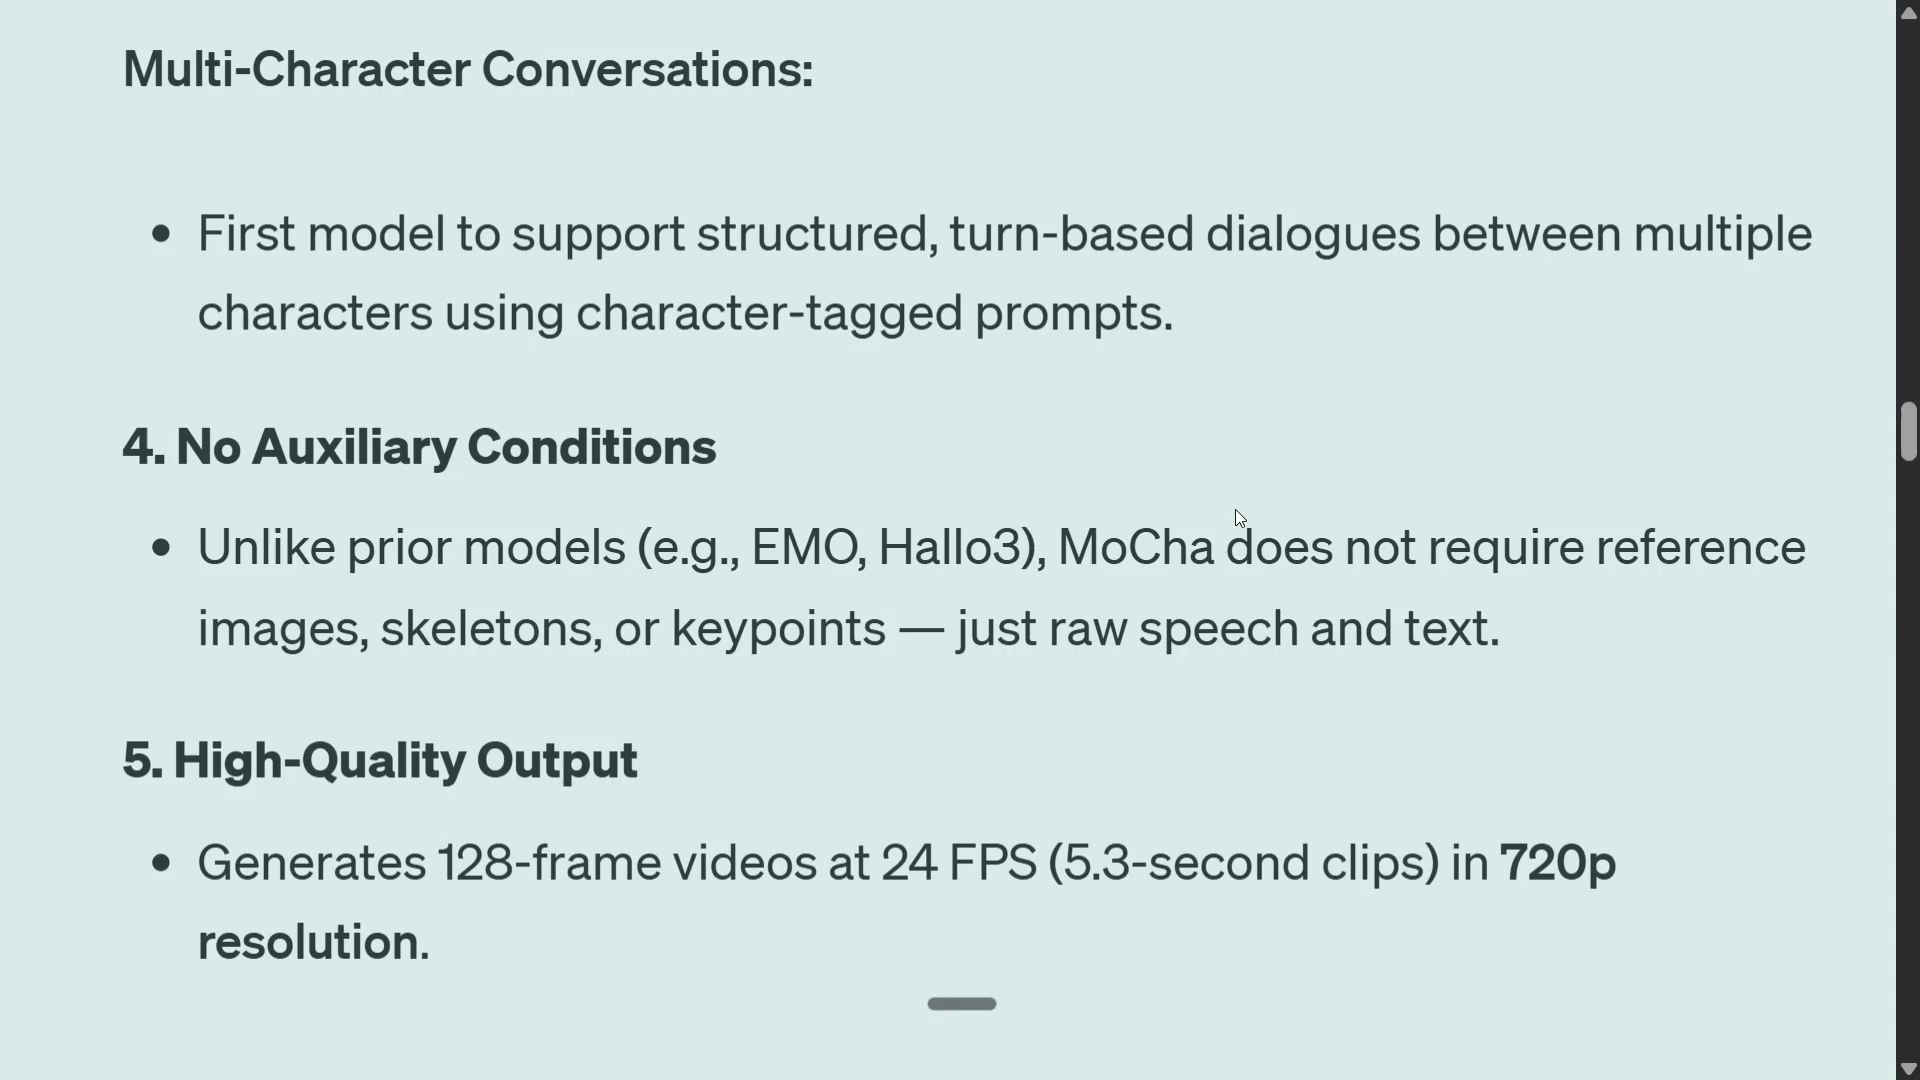 Multi-Character Conversations:
• First model to support structured, turn-based dialogues between multiple
characters using character-tagged prompts.
4. No Auxiliary Conditions
• Unlike prior models (e.g., EMO, Hallo3), MoCha does not require reference
images, skeletons, or keypoints — just raw speech and text.
5. High-Quality Output
• Generates 128-frame videos at 24 FPS (5.3-second clips) in 720p
resolution.